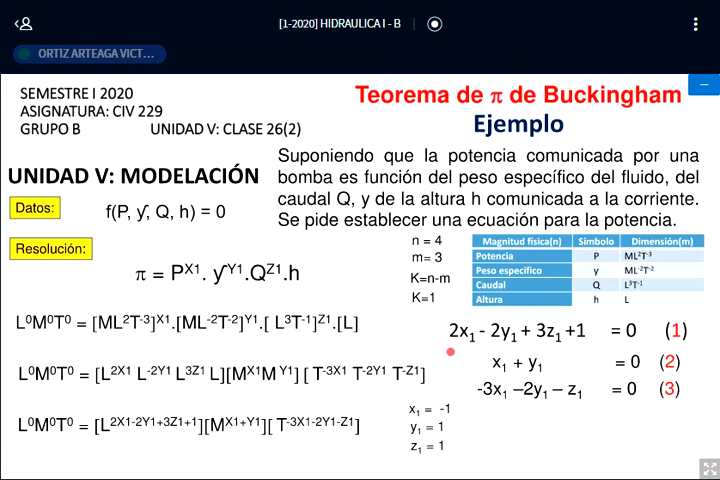 [1-2020] HIDRAULICA I - B
ORTIZ ARTEAGA VICT...
SEMESTRE I 2020
ASIGNATURA: CIV 229
GRUPO B UNIDAD V: CLASE 26(2)
Teorema de π de Buckingham
Ejemplo
UNIDAD V: MODELACIÓN
Suponiendo que la potencia comunicada por una
bomba es función del peso específico del fluido, del
caudal Q, y de la altura h comunicada a la corriente.
Se pide establecer una ecuación para la potencia.
Datos:
f(P, ƴ, Q, h) = 0
Resolución:
π = P^X1. ƴ^Y1.Q^Z1.h
n = 4
m= 3
K=n-m
K=1
Magnitud física(n) Simbolo Dimensión(m)
Potencia P ML²T⁻³
Peso específico γ ML⁻²T⁻²
Caudal Q L³T⁻¹
Altura h L
L⁰M⁰T⁰ = [ML²T⁻³]^X1.[ML⁻²T⁻²]^Y1.[ L³T⁻¹]^Z1.[L]
L⁰M⁰T⁰ = [L^2X1 L^-2Y1 L^3Z1 L][M^X1 M^Y1] [ T^-3X1 T^-2Y1 T^-Z1]
L⁰M⁰T⁰ = [L^2X1-2Y1+3Z1+1][M^X1+Y1][ T^-3X1-2Y1-Z1]
2x₁ - 2y₁ + 3z₁ +1 = 0 (1)
x₁ + y₁ = 0 (2)
-3x₁ –2y₁ – z₁ = 0 (3)
x₁ = -1
y₁ = 1
z₁ = 1